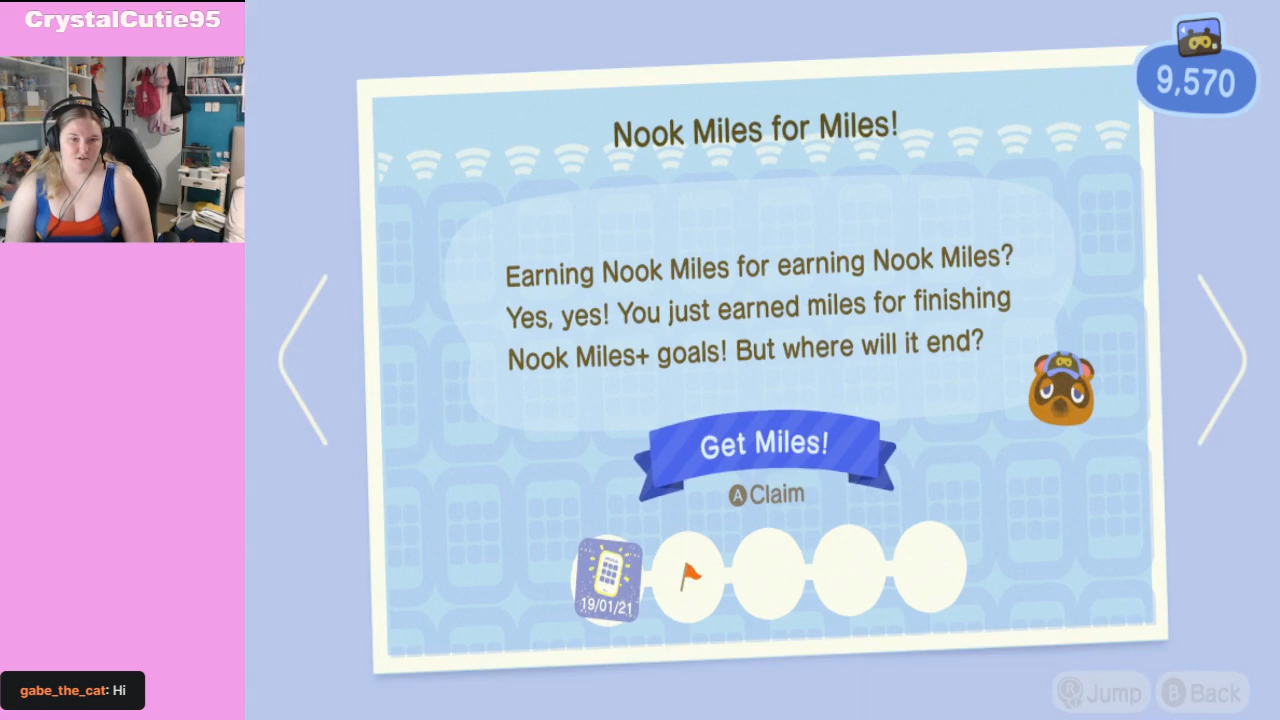 CrystalCutie95
9,570
Nook Miles for Miles!
Earning Nook Miles for earning Nook Miles?
Yes, yes! You just earned miles for finishing
Nook Miles+ goals! But where will it end?
Get Miles!
A Claim
19/01/21
gabe_the_cat: Hi
R Jump B Back